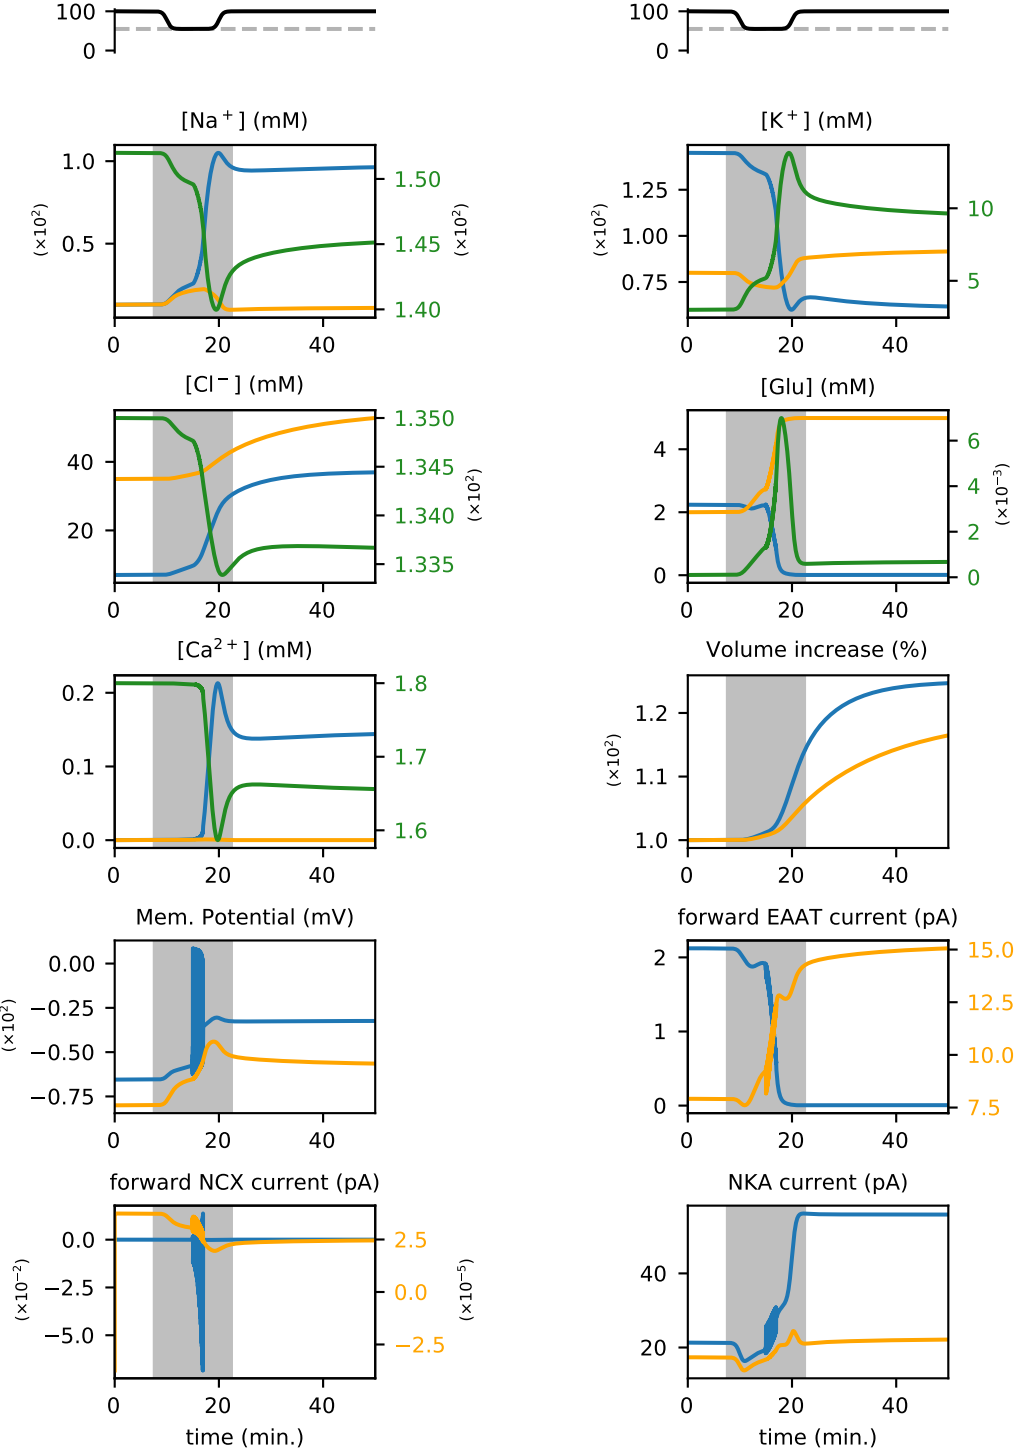 100
0
100
0
[Na⁺] (mM)
1.0
0.5
(×10²)
1.50
1.45
1.40
(×10²)
0 20 40
[K⁺] (mM)
1.25
1.00
0.75
(×10²)
10
5
0 20 40
[Cl⁻] (mM)
40
20
1.350
1.345
1.340
1.335
(×10²)
0 20 40
[Glu] (mM)
4
2
0
6
4
2
0
(×10⁻³)
0 20 40
[Ca²⁺] (mM)
0.2
0.1
0.0
1.8
1.7
1.6
0 20 40
Volume increase (%)
1.2
1.1
1.0
(×10²)
0 20 40
Mem. Potential (mV)
0.00
−0.25
−0.50
−0.75
(×10²)
0 20 40
forward EAAT current (pA)
2
1
0
15.0
12.5
10.0
7.5
0 20 40
forward NCX current (pA)
0.0
−2.5
−5.0
(×10⁻²)
2.5
0.0
−2.5
(×10⁻⁵)
0 20 40
time (min.)
NKA current (pA)
40
20
0 20 40
time (min.)